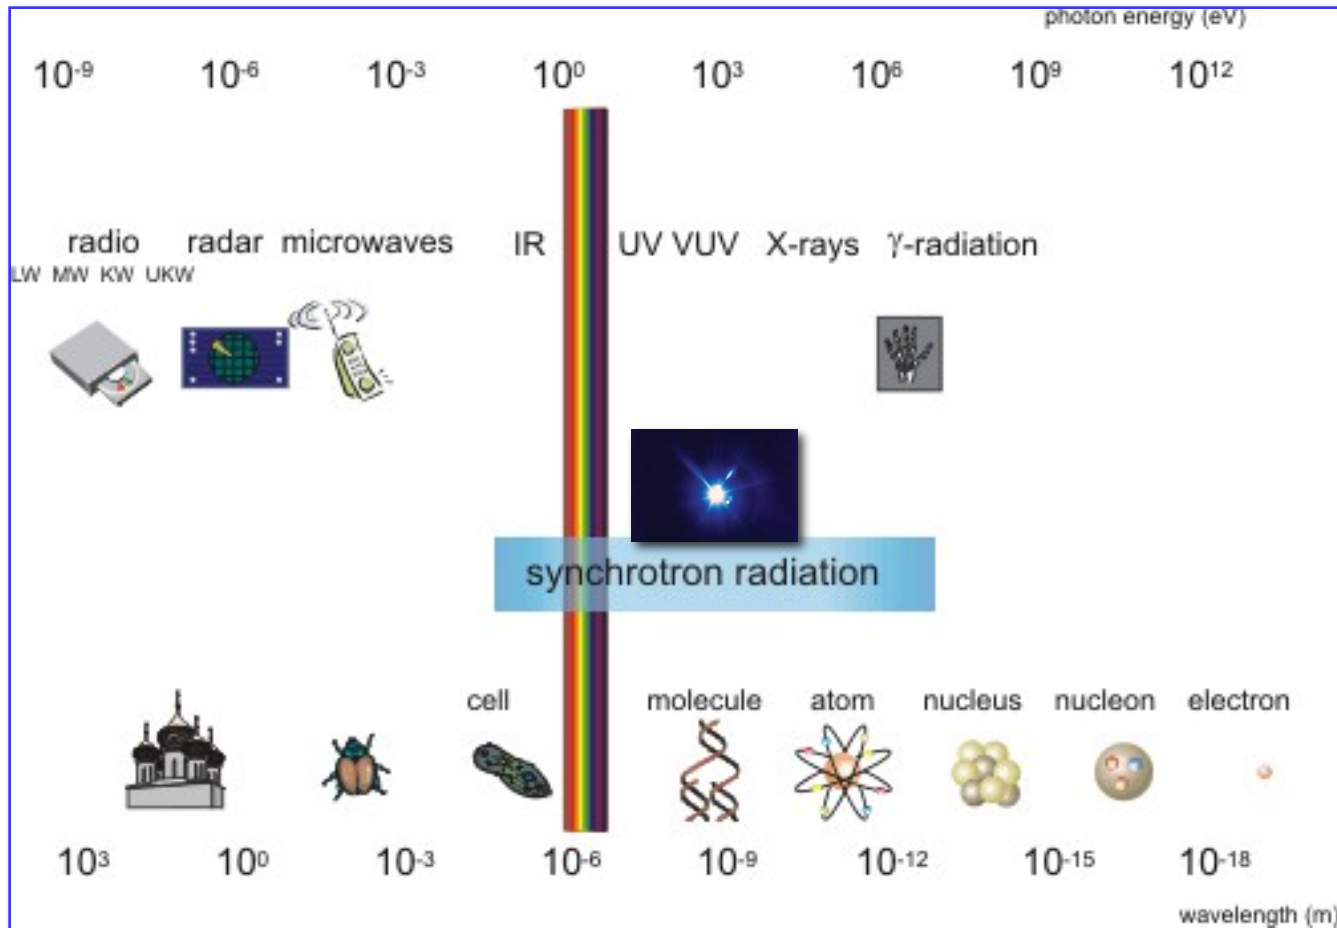 photon energy (eV)
10⁻⁹ 10⁻⁶ 10⁻³ 10⁰ 10³ 10⁶ 10⁹ 10¹²
radio radar microwaves IR UV VUV X-rays γ-radiation
LW MW KW UKW
synchrotron radiation
cell molecule atom nucleus nucleon electron
10³ 10⁰ 10⁻³ 10⁻⁶ 10⁻⁹ 10⁻¹² 10⁻¹⁵ 10⁻¹⁸
wavelength (m)